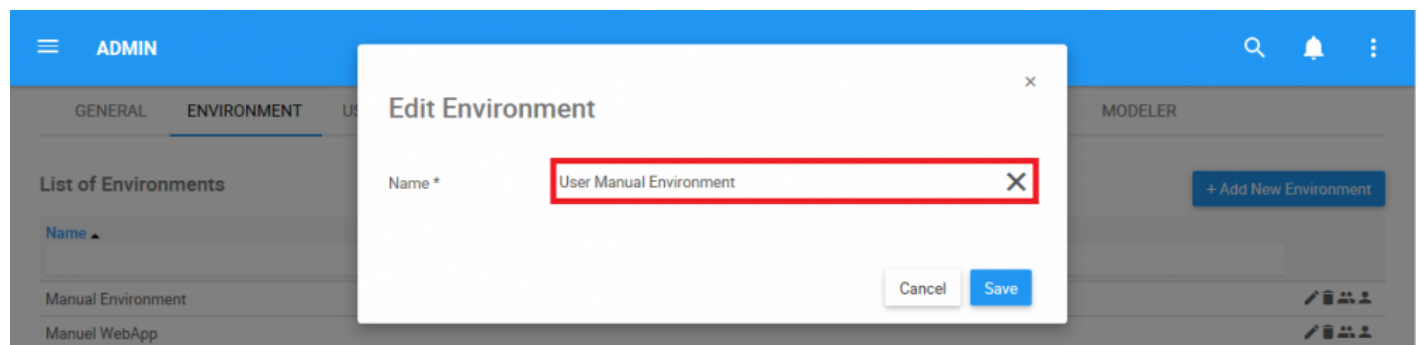 ADMIN
GENERAL ENVIRONMENT US MODELER
Edit Environment
List of Environments
Name * User Manual Environment
+ Add New Environment
Name
Cancel Save
Manual Environment
Manuel WebApp